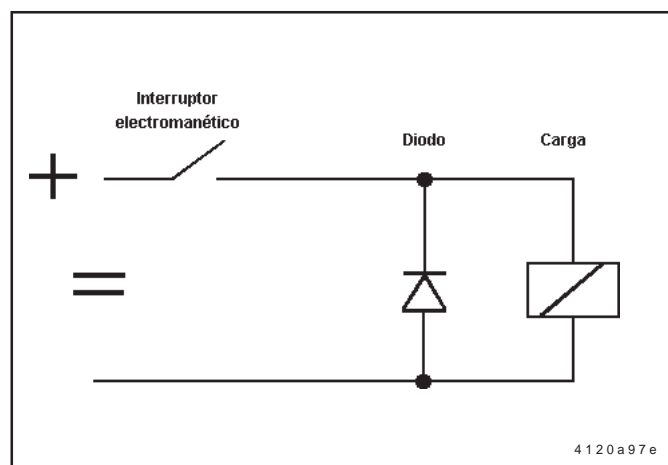 Interruptor
electromanético
Diodo
Carga
+
=
4120a97e